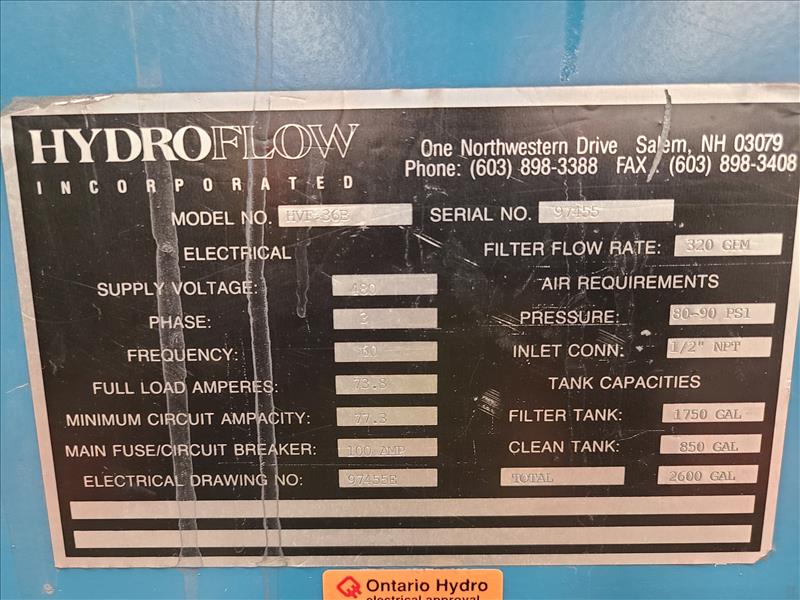 HYDROFLOW
INCORPORATED
One Northwestern Drive Salem, NH 03079
Phone: (603) 898-3388 FAX (603) 898-3408
MODEL NO. HVF-36B SERIAL NO. 97455
ELECTRICAL FILTER FLOW RATE: 320 GPM
SUPPLY VOLTAGE: 480 AIR REQUIREMENTS
PHASE: 3 PRESSURE: 80-90 PSI
FREQUENCY: 60 INLET CONN: 1/2" NPT
FULL LOAD AMPERES: 73.8 TANK CAPACITIES
MINIMUM CIRCUIT AMPACITY: 77.3 FILTER TANK: 1750 GAL
MAIN FUSE/CIRCUIT BREAKER: 100 AMP CLEAN TANK: 850 GAL
ELECTRICAL DRAWING NO: 97455E TOTAL 2600 GAL
Ontario Hydro
electrical approval